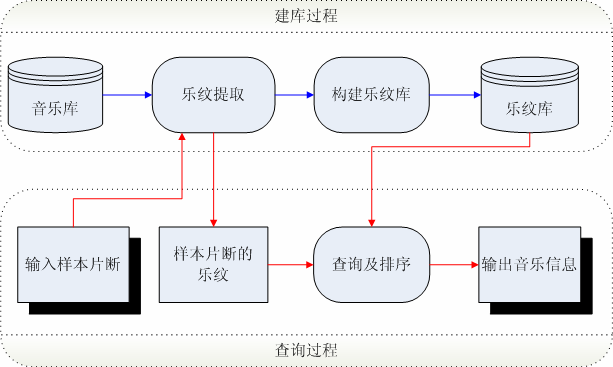 建库过程
音乐库
乐纹提取
构建乐纹库
乐纹库
输入样本片断
样本片断的
乐纹
查询及排序
输出音乐信息
查询过程